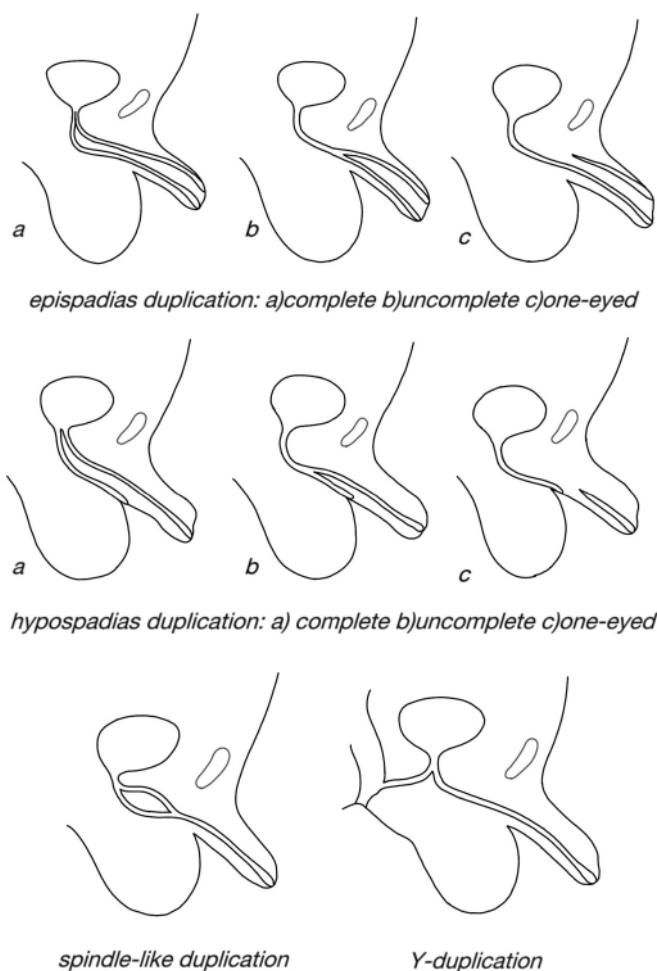 a
b
c
epispadias duplication: a)complete b)uncomplete c)one-eyed
a
b
c
hypospadias duplication: a) complete b)uncomplete c)one-eyed
spindle-like duplication
Y-duplication